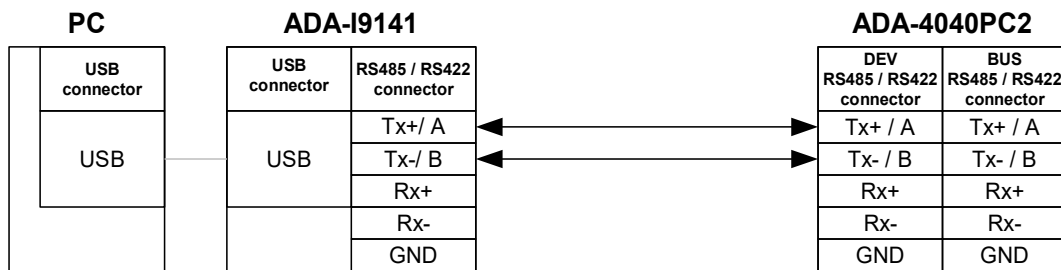 PC
ADA-I9141
ADA-4040PC2
USB
connector
USB
connector
RS485 / RS422
connector
DEV
RS485 / RS422
connector
BUS
RS485 / RS422
connector
USB
USB
Tx+/ A
Tx+ / A
Tx+ / A
Tx-/ B
Tx- / B
Tx- / B
Rx+
Rx+
Rx+
Rx-
Rx-
Rx-
GND
GND
GND